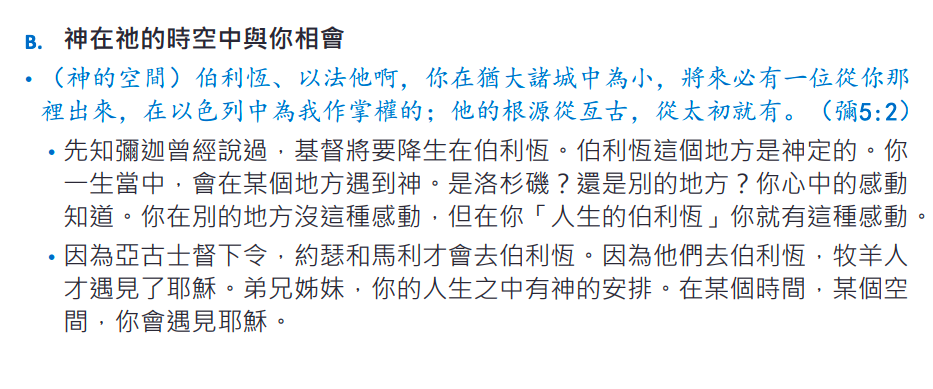 B. 神在祂的時空中與你相會
•（神的空間）伯利恆、以法他啊，你在猶大諸城中為小，將來必有一位從你那
裡出來，在以色列中為我作掌權的；他的根源從亙古，從太初就有。（彌5:2）
• 先知彌迦曾經說過，基督將要降生在伯利恆。伯利恆這個地方是神定的。你
一生當中，會在某個地方遇到神。是洛杉磯？還是別的地方？你心中的感動
知道。你在別的地方沒這種感動，但在你「人生的伯利恆」你就有這種感動。
• 因為亞古士督下令，約瑟和馬利才會去伯利恆。因為他們去伯利恆，牧羊人
才遇見了耶穌。弟兄姊妹，你的人生之中有神的安排。在某個時間，某個空
間，你會遇見耶穌。